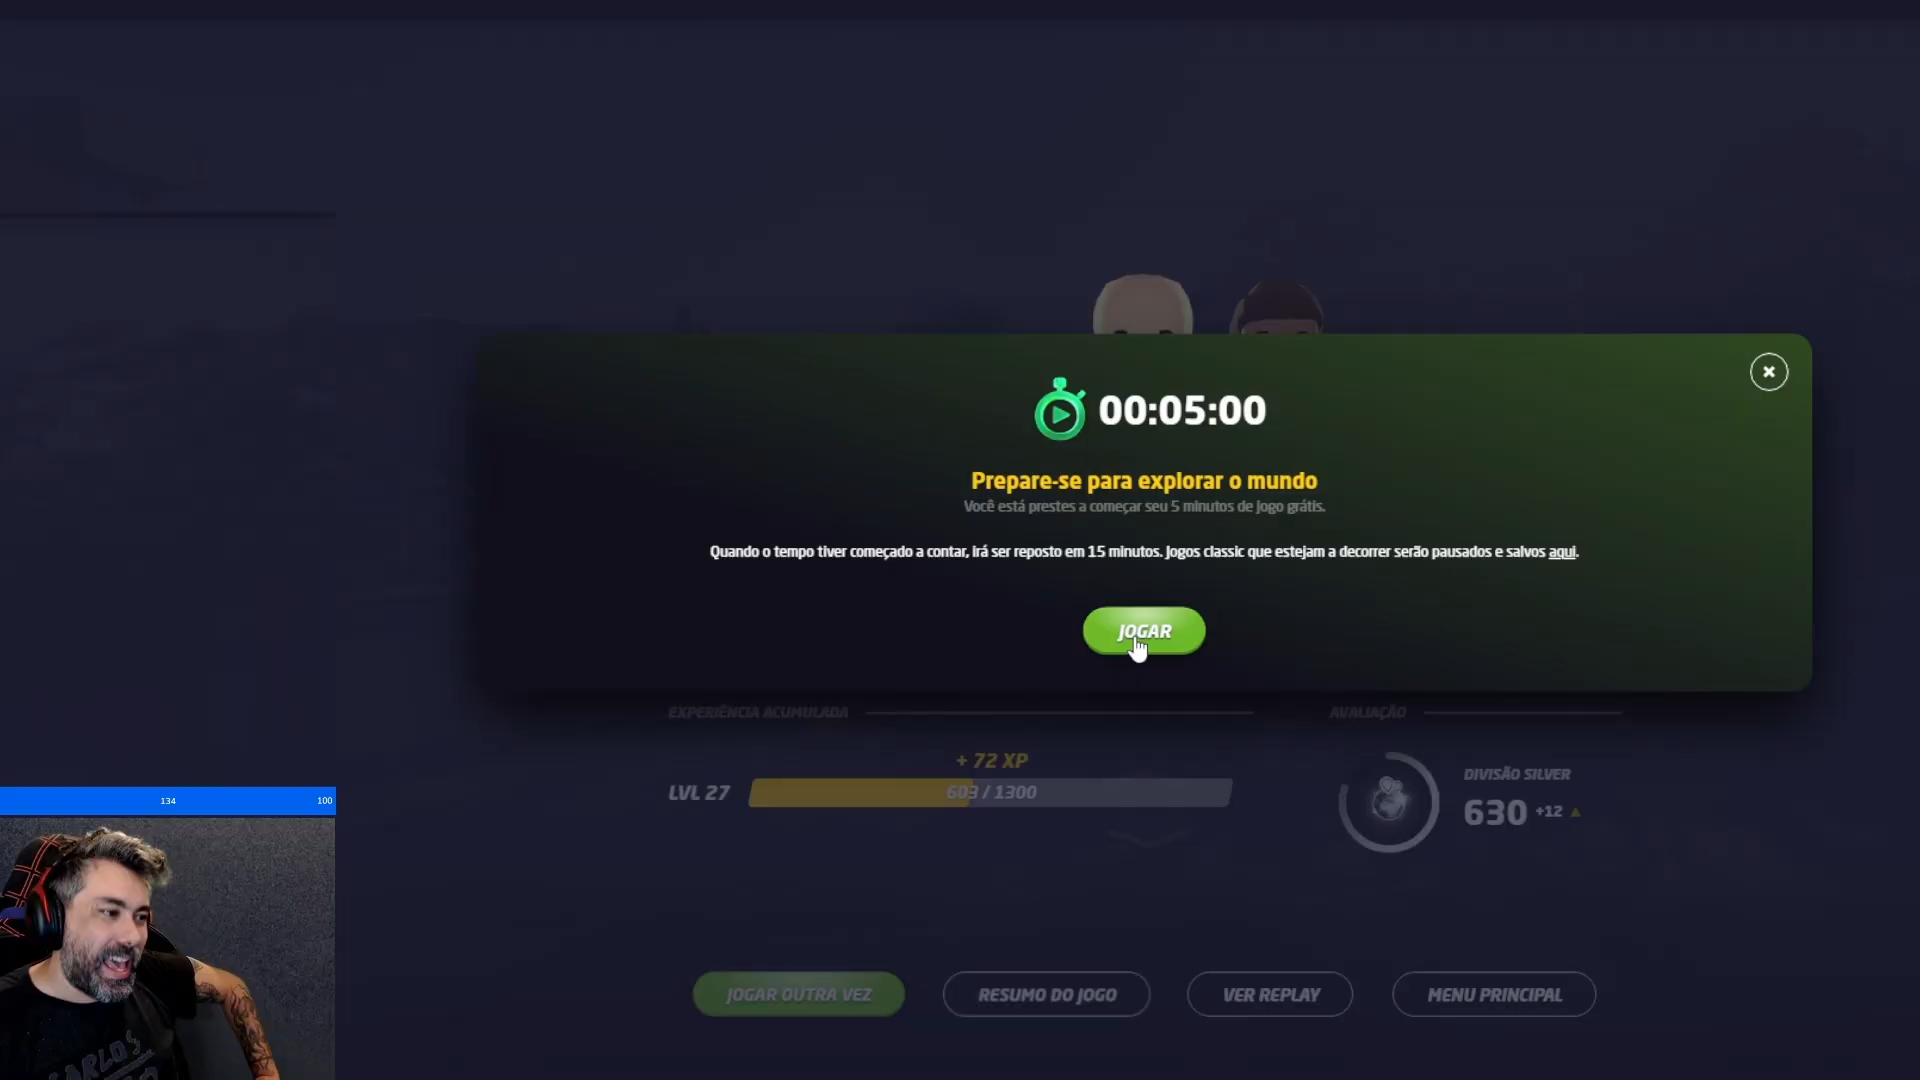 00:05:00
Prepare-se para explorar o mundo
Você está prestes a começar seu 5 minutos de jogo grátis.
Quando o tempo tiver começado a contar, irá ser reposto em 15 minutos. Jogos classic que estejam a decorrer serão pausados e salvos aqui.
JOGAR
EXPERIÊNCIA ACUMULADA
AVALIAÇÃO
+ 72 XP
LVL 27
603 / 1300
DIVISÃO SILVER
630 +12
134
100
JOGAR OUTRA VEZ
RESUMO DO JOGO
VER REPLAY
MENU PRINCIPAL